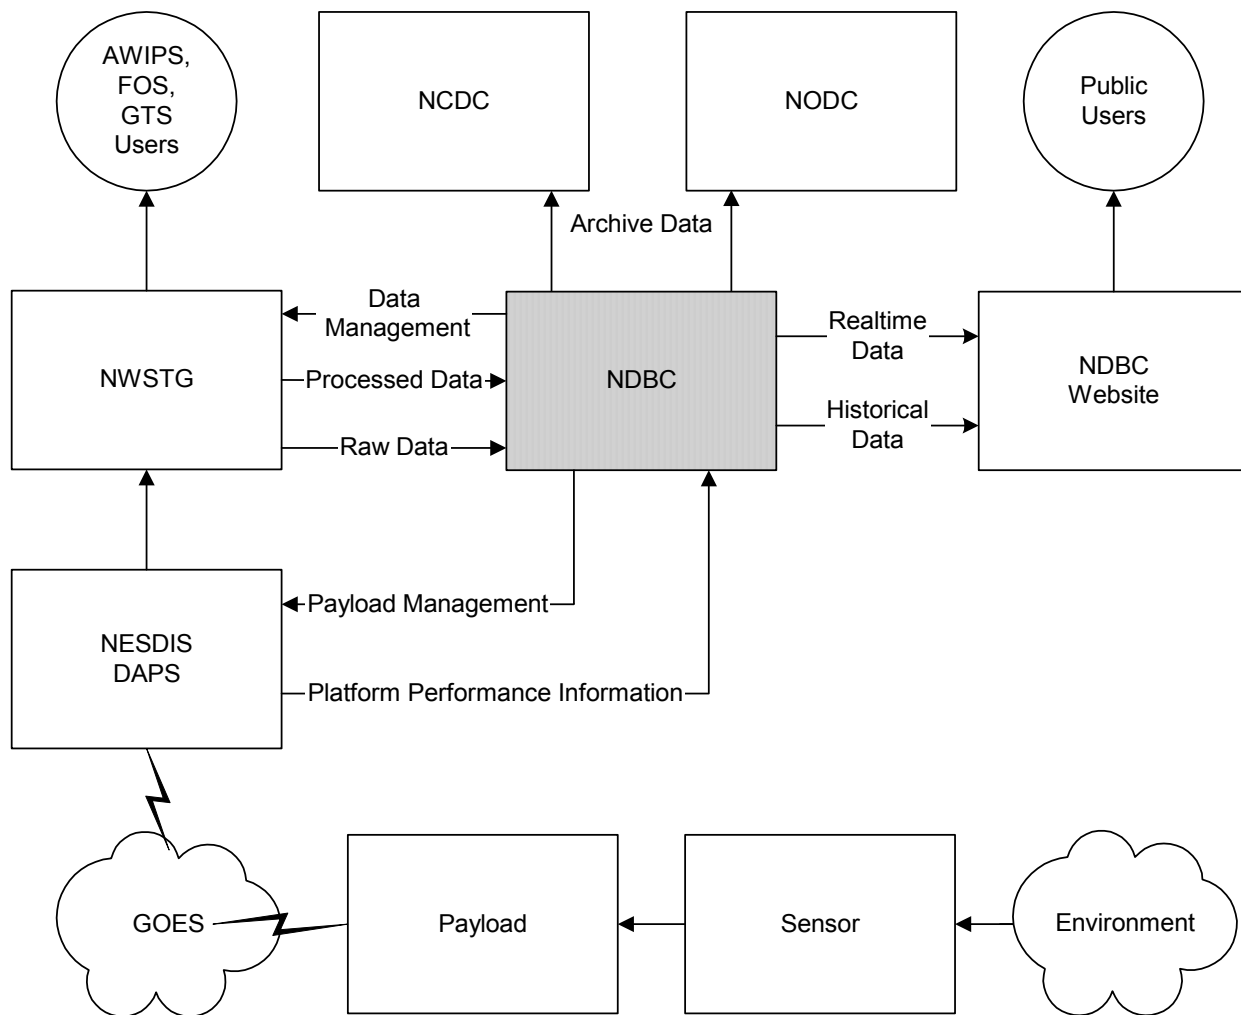 AWIPS,
FOS,
GTS
Users
NCDC
NODC
Public
Users
Archive Data
NWSTG
Data
Management
Processed Data
Raw Data
NDBC
Realtime
Data
Historical
Data
NDBC
Website
NESDIS
DAPS
Payload Management
Platform Performance Information
GOES
Payload
Sensor
Environment